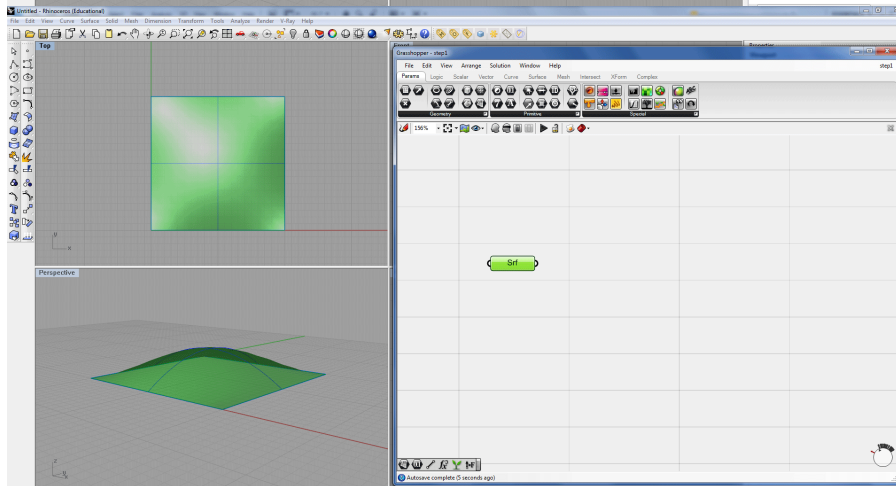 Untitled - Rhinoceros (Educational)
File Edit View Curve Surface Solid Mesh Dimension Transform Tools Analyze Render V-Ray Help
Top
Front
Properties
Grasshopper - step1
File Edit View Arrange Solution Window Help
step1
Params Logic Scalar Vector Curve Surface Mesh Intersect XForm Complex
Geometry Primitive Special
156%
Srf
y
x
Perspective
z
Autosave complete (5 seconds ago)